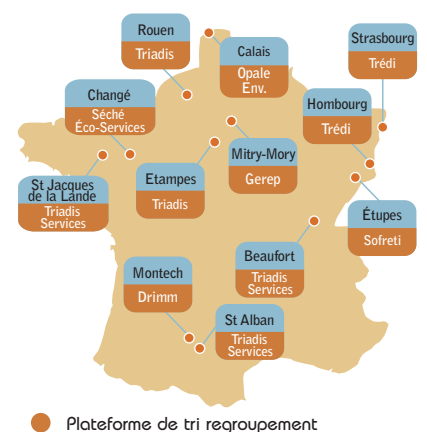 Rouen
Triadis
Calais
Opale
Env.
Strasbourg
Trédi
Changé
Séché
Éco-Services
Hombourg
Trédi
St Jacques
de la Lande
Triadis
Services
Etampes
Triadis
Mitry-Mory
Gerep
Étupes
Sofreti
Beaufort
Triadis
Services
Montech
Drimm
St Alban
Triadis
Services
Plateforme de tri regroupement